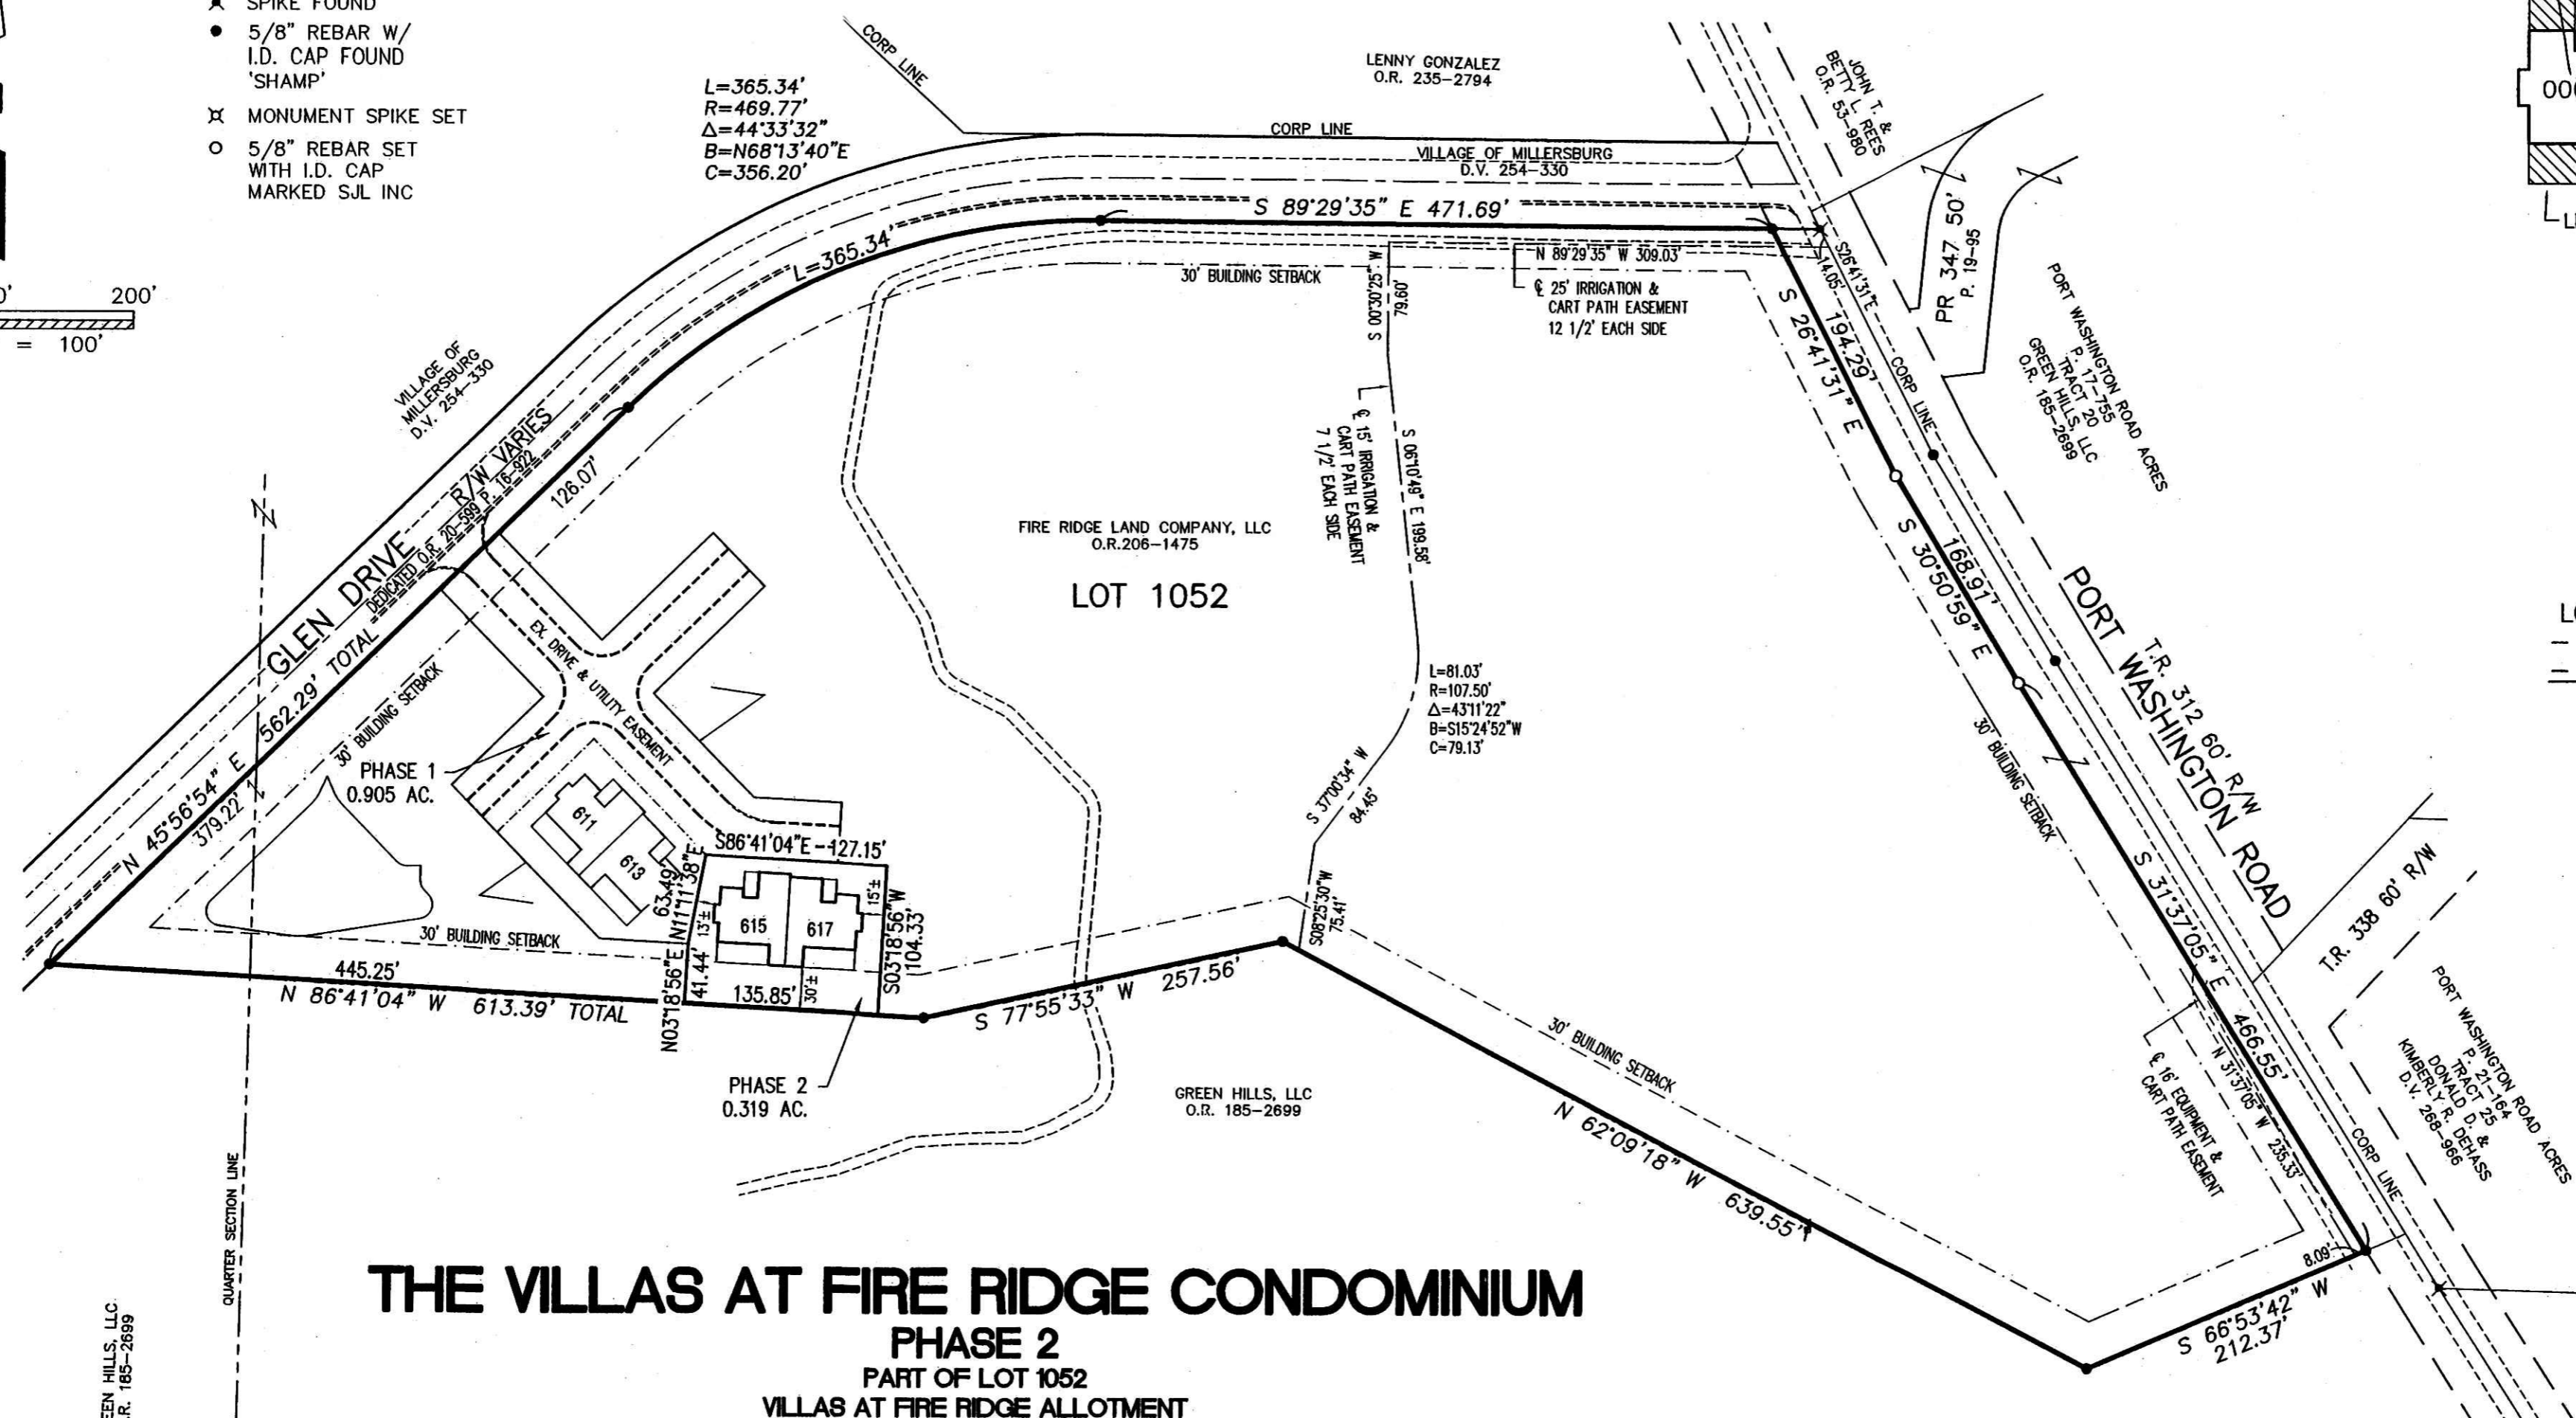 SPIKE FOUND
5/8" REBAR W/
I.D. CAP FOUND
'SHAMP'
MONUMENT SPIKE SET
5/8" REBAR SET
WITH I.D. CAP
MARKED SJL INC
200'
= 100'
L=365.34'
R=469.77'
Δ=44°33'32"
B=N68°13'40"E
C=356.20'
CORP LINE
LENNY GONZALEZ
O.R. 235-2794
CORP LINE
VILLAGE OF MILLERSBURG
D.V. 254-330
JOHN T. &
BETTY L. REES
O.R. 53-980
S 89°29'35" E 471.69'
L=365.34'
N 89°29'35" W 309.03'
30' BUILDING SETBACK
℄ 25' IRRIGATION &
CART PATH EASEMENT
12 1/2' EACH SIDE
S 00°00'25" W
79.60'
S26°41'31"E
14.05'
194.29'
S 26°41'31" E
CORP LINE
PR 347 50'
P. 19-95
PORT WASHINGTON ROAD ACRES
P. 17-755
TRACT 20
GREEN HILLS, LLC
O.R. 185-2699
VILLAGE OF
MILLERSBURG
D.V. 254-330
R/W VARIES
GLEN DRIVE
DEDICATED O.R. 20-599 P. 16-922
126.07'
N 45°56'54" E 562.29' TOTAL
379.22'
30' BUILDING SETBACK
EX. DRIVE & UTILITY EASEMENT
PHASE 1
0.905 AC.
FIRE RIDGE LAND COMPANY, LLC
O.R.206-1475
LOT 1052
℄ 15' IRRIGATION &
CART PATH EASEMENT
7 1/2' EACH SIDE
S 06°10'49" E 199.58'
L=81.03'
R=107.50'
Δ=43°11'22"
B=S15°24'52"W
C=79.13'
S 37°00'34" W
84.45'
S08°25'30"W
75.41'
168.91'
S 30°50'59" E
30' BUILDING SETBACK
PORT WASHINGTON ROAD
T.R. 312 60' R/W
S 31°37'05" E 466.55'
T.R. 338 60' R/W
PORT WASHINGTON ROAD ACRES
P. 21-164
TRACT 25
DONALD D. &
KIMBERLY R. DEHASS
D.V. 268-966
N 31°37'05" W 235.33'
℄ 16' EQUIPMENT &
CART PATH EASEMENT
CORP LINE
8.09'
S 66°53'42" W
212.37'
611
613
615
617
S86°41'04"E 127.15'
63.49'
N11°11'38"E
13'±
15'±
S03°18'56"W
104.33'
30' BUILDING SETBACK
445.25'
N 86°41'04" W 613.39' TOTAL
N03°18'56"E
41.44'
135.85'
30'±
S 77°55'33" W 257.56'
PHASE 2
0.319 AC.
GREEN HILLS, LLC
O.R. 185-2699
30' BUILDING SETBACK
N 62°09'18" W 639.55'
QUARTER SECTION LINE
THE VILLAS AT FIRE RIDGE CONDOMINIUM
PHASE 2
PART OF LOT 1052
VILLAS AT FIRE RIDGE ALLOTMENT